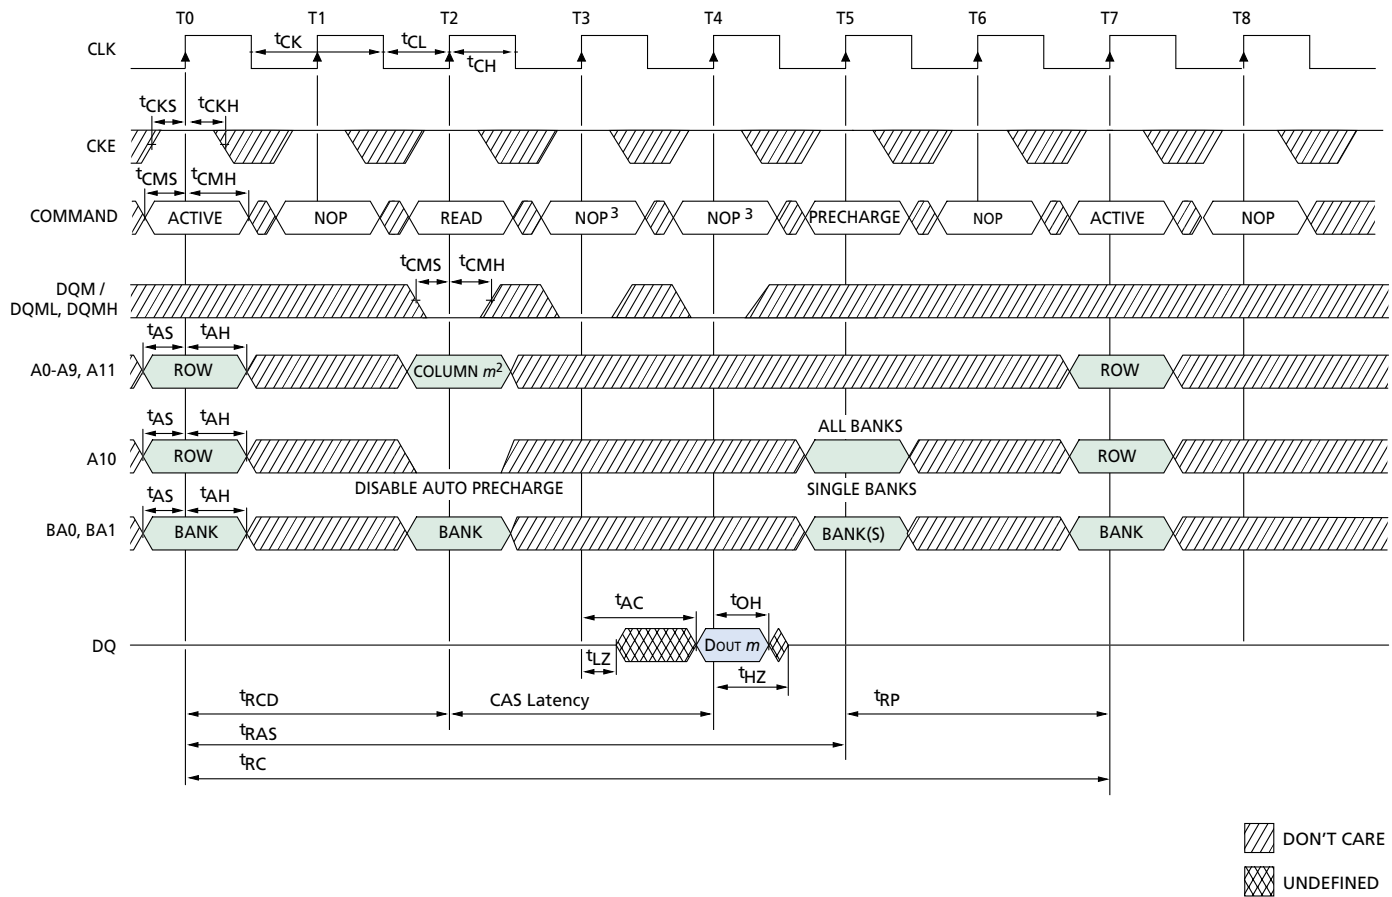 T0 T1 T2 T3 T4 T5 T6 T7 T8
CLK
tCK tCL
tCH
tCKS tCKH
CKE
tCMS tCMH
COMMAND ACTIVE NOP READ NOP3 NOP 3 PRECHARGE NOP ACTIVE NOP
tCMS tCMH
DQM /
DQML, DQMH
tAS tAH
A0-A9, A11 ROW COLUMN m2 ROW
tAS tAH
ALL BANKS
A10 ROW ROW
DISABLE AUTO PRECHARGE SINGLE BANKS
tAS tAH
BA0, BA1 BANK BANK BANK(S) BANK
tAC tOH
DQ DOUT m
tLZ tHZ
tRCD CAS Latency tRP
tRAS
tRC
DON'T CARE
UNDEFINED